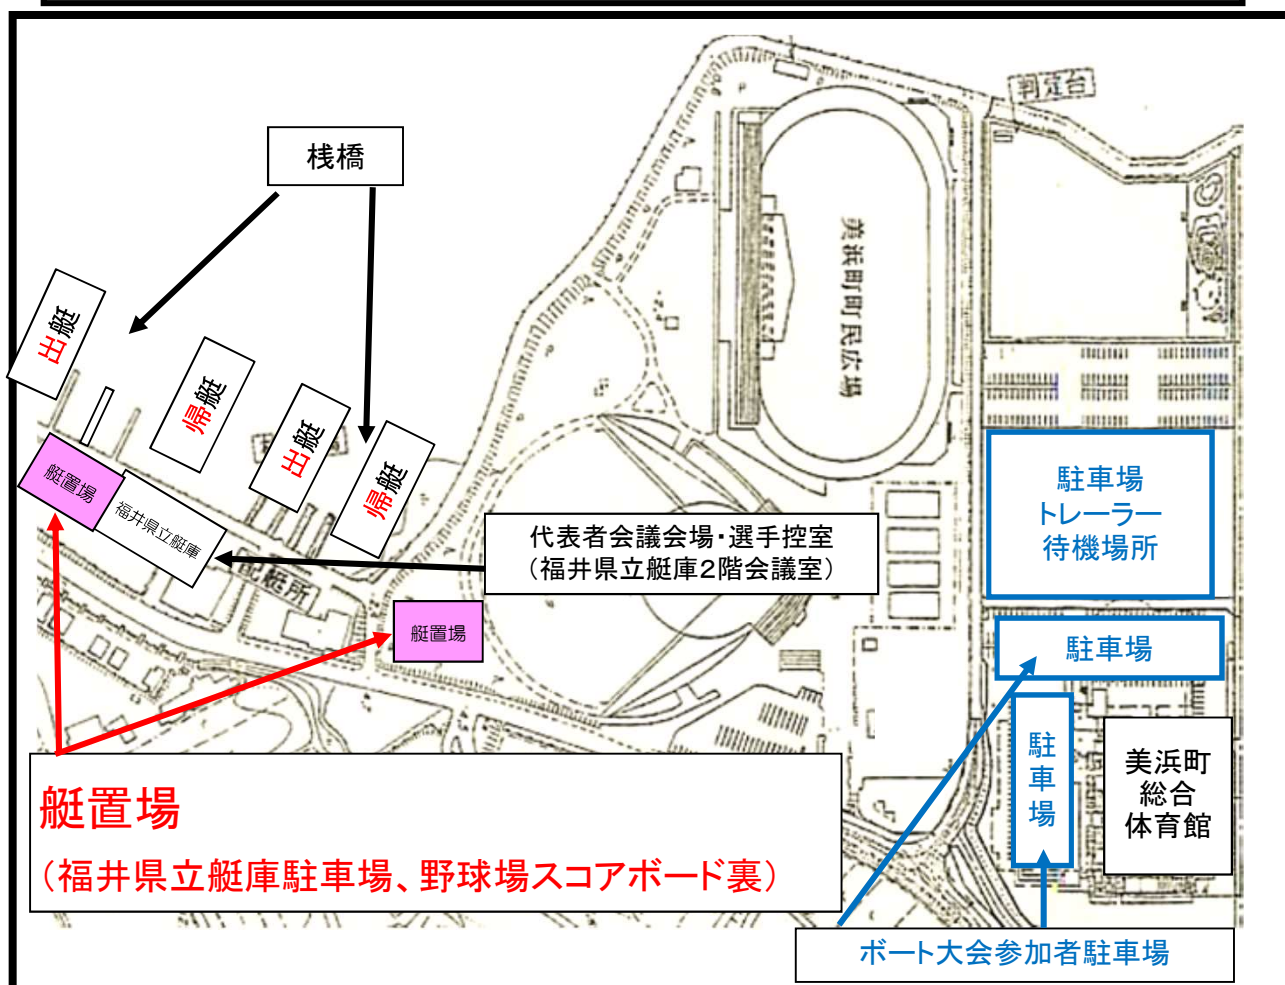 判定台
桟橋
美浜町町民広場
出艇
帰艇
出艇
帰艇
艇置場
福井県立艇庫
代表者会議会場・選手控室
（福井県立艇庫２階会議室）
艇所
艇置場
駐車場
トレーラー
待機場所
駐車場
駐車場
美浜町
総合
体育館
艇置場
（福井県立艇庫駐車場、野球場スコアボード裏）
ボート大会参加者駐車場